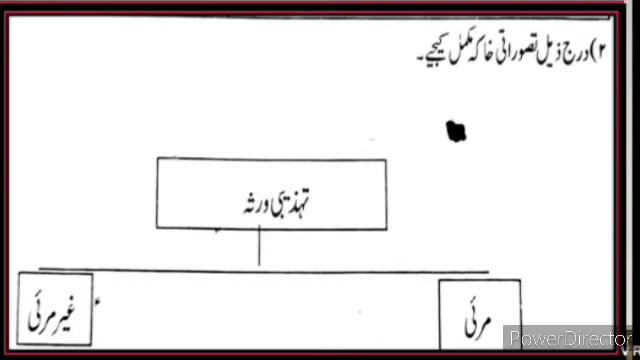 ۲) درج ذیل تصوراتی خاکہ مکمل کیجیے۔
تہذیبی ورثہ
مرئی
غیر مرئی
PowerDirector